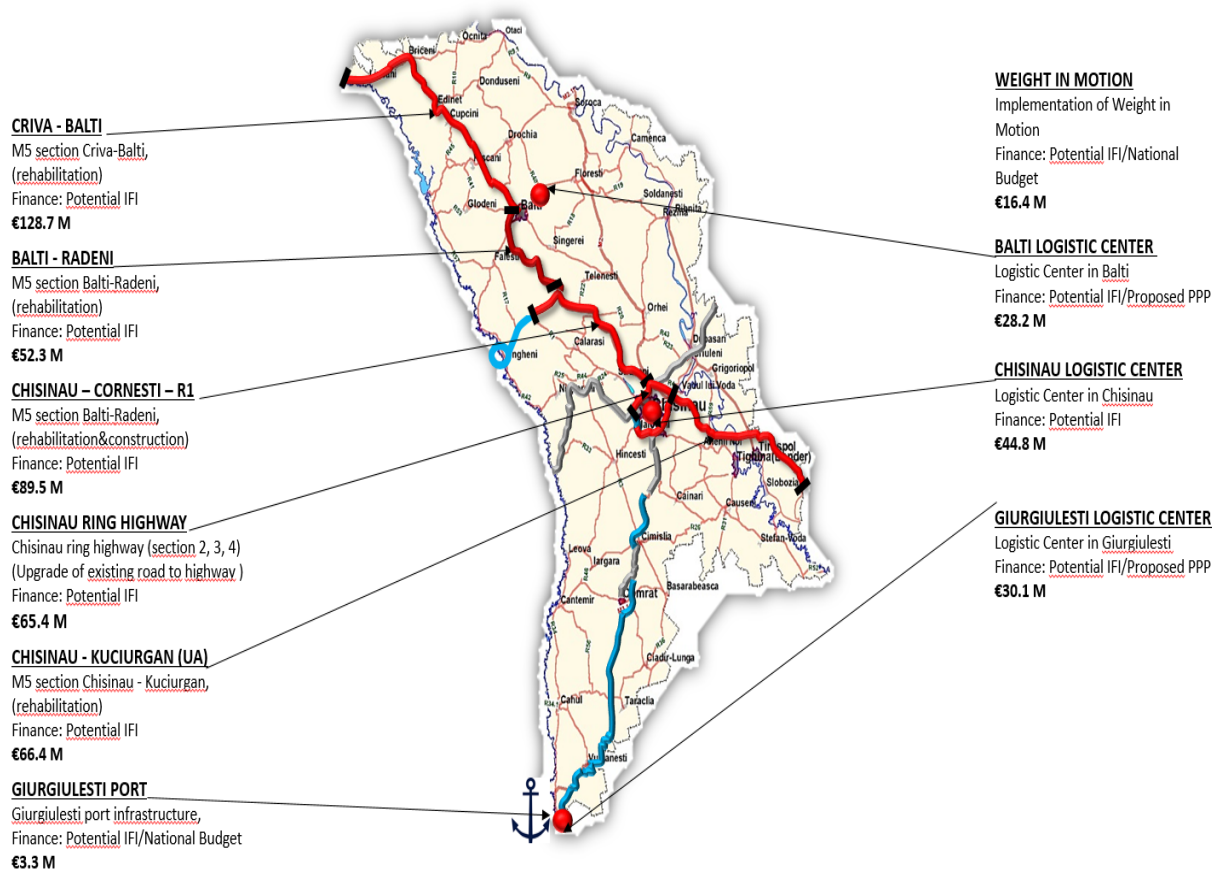 CRIVA - BALTI
M5 section Criva-Balti,
(rehabilitation)
Finance: Potential IFI
€128.7 M
BALTI - RADENI
M5 section Balti-Radeni,
(rehabilitation)
Finance: Potential IFI
€52.3 M
CHISINAU – CORNESTI – R1
M5 section Balti-Radeni,
(rehabilitation&construction)
Finance: Potential IFI
€89.5 M
CHISINAU RING HIGHWAY
Chisinau ring highway (section 2, 3, 4)
(Upgrade of existing road to highway )
Finance: Potential IFI
€65.4 M
CHISINAU - KUCIURGAN (UA)
M5 section Chisinau - Kuciurgan,
(rehabilitation)
Finance: Potential IFI
€66.4 M
GIURGIULESTI PORT
Giurgiulesti port infrastructure,
Finance: Potential IFI/National Budget
€3.3 M
Otaci
Ocnita
Briceni
Donduseni
Edinet
Cupcini
Soroca
Drochia
Camenca
Floresti
Glodeni
Soldanesti
Rezina
Ribnita
Singerei
Telenesti
Orhei
Calarasi
Grigoriopol
Vadul lui Voda
Hincesti
Tiraspol
Tighina(Bender)
Slobozia
Cainari
Causeni
Stefan-Voda
Cimislia
Leova
Iargara
Basarabeasca
Cantemir
Ciadir-Lunga
Cahul
Taraclia
WEIGHT IN MOTION
Implementation of Weight in
Motion
Finance: Potential IFI/National
Budget
€16.4 M
BALTI LOGISTIC CENTER
Logistic Center in Balti
Finance: Potential IFI/Proposed PPP
€28.2 M
CHISINAU LOGISTIC CENTER
Logistic Center in Chisinau
Finance: Potential IFI
€44.8 M
GIURGIULESTI LOGISTIC CENTER
Logistic Center in Giurgiulesti
Finance: Potential IFI/Proposed PPP
€30.1 M